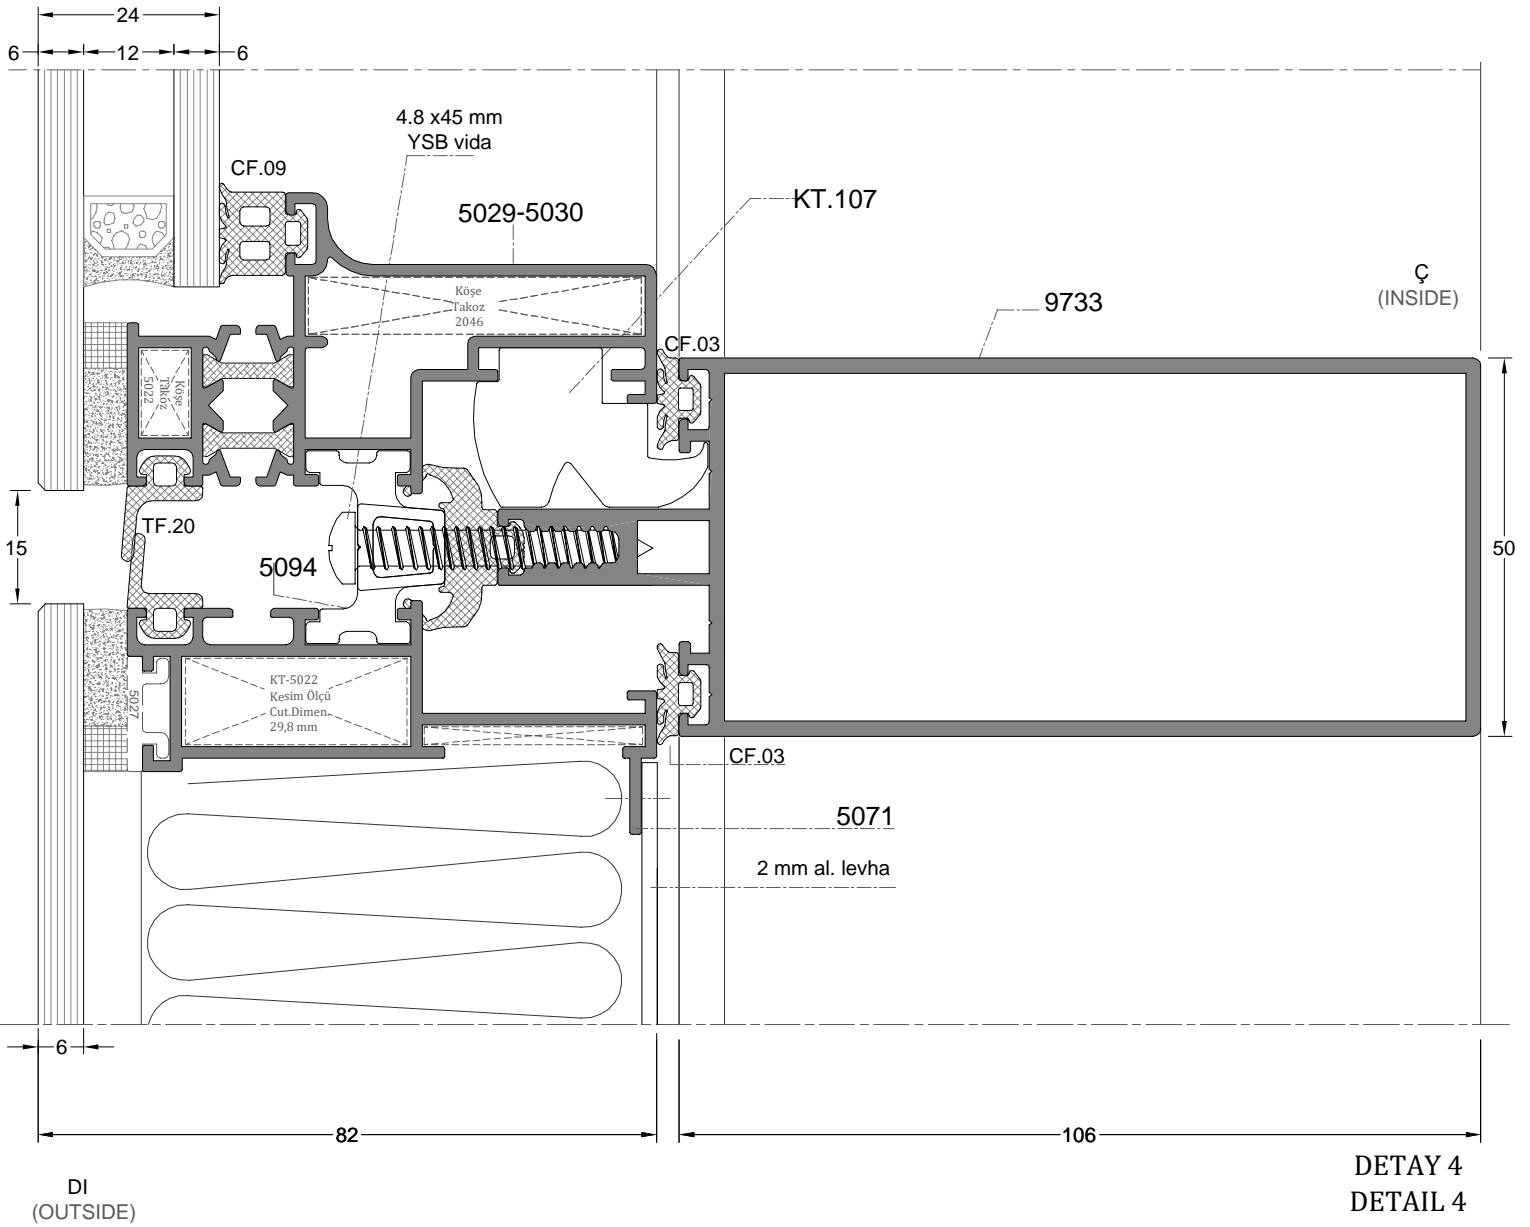 24
6
12
6
4.8 x45 mm
YSB vida
CF.09
5029-5030
KT.107
Ç
(INSIDE)
9733
Köşe
Takoz
2046
CF.03
Köşe
Takoz
5022
TF.20
15
5094
50
KT-5022
Kesim Ölçü
Cut.Dimen.
29,8 mm
5027
CF.03
5071
2 mm al. levha
6
82
106
DETAY 4
DETAIL 4
DI
(OUTSIDE)